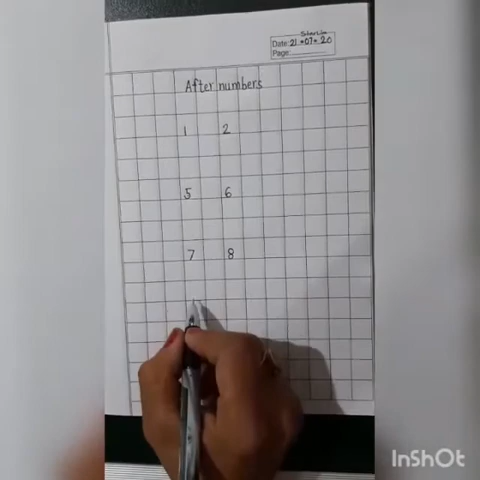 Date: 21 • 07 • 20
Page:
After numbers
1 2
5 6
7 8
InShOt